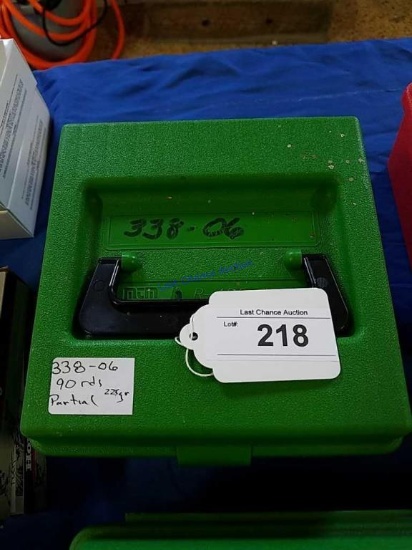 338-06
Last Chance Auction
Lot#
218
338-06
90 rds
225gr
Partial